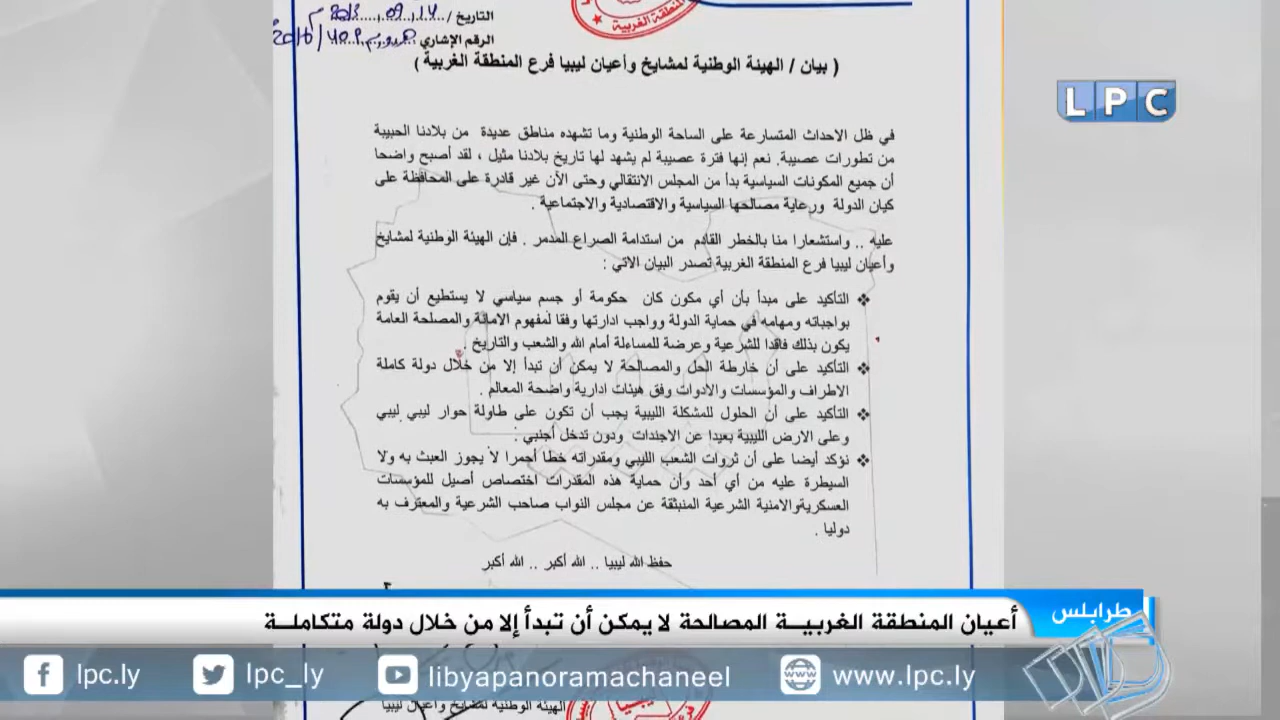 التاريخ /
الرقم الإشاري
المنطقة الغربية
( بيان / الهيئة الوطنية لمشايخ وأعيان ليبيا فرع المنطقة الغربية )
LPC
في ظل الاحداث المتسارعة على الساحة الوطنية وما تشهده مناطق عديدة من بلادنا الحبيبة
من تطورات عصيبة. نعم إنها فترة عصيبة لم يشهد لها تاريخ بلادنا مثيل ، لقد أصبح واضحا
أن جميع المكونات السياسية بدأ من المجلس الانتقالي وحتى الآن غير قادرة على المحافظة على
كيان الدولة ورعاية مصالحها السياسية والاقتصادية والاجتماعية .
عليه .. واستشعارا منا بالخطر القادم من استدامة الصراع المدمر . فإن الهيئة الوطنية لمشايخ
وأعيان ليبيا فرع المنطقة الغربية تصدر البيان الاتي :
❖ التأكيد على مبدأ بأن أي مكون كان حكومة أو جسم سياسي لا يستطيع أن يقوم
بواجباته ومهامه في حماية الدولة وواجب ادارتها وفقا لمفهوم الامانة والمصلحة العامة
يكون بذلك فاقدا للشرعية وعرضة للمساءلة أمام الله والشعب والتاريخ .
❖ التأكيد على أن خارطة الحل والمصالحة لا يمكن أن تبدأ إلا من خلال دولة كاملة
الاطراف والمؤسسات والادوات وفق هيئات ادارية واضحة المعالم .
❖ التأكيد على أن الحلول للمشكلة الليبية يجب أن تكون على طاولة حوار ليبي ليبي
وعلى الارض الليبية بعيدا عن الاجندات ودون تدخل أجنبي :
❖ نؤكد أيضا على أن ثروات الشعب الليبي ومقدراته خطا أحمرا لا يجوز العبث به ولا
السيطرة عليه من أي أحد وأن حماية هذه المقدرات اختصاص أصيل للمؤسسات
العسكريةوالامنية الشرعية المنبثقة عن مجلس النواب صاحب الشرعية والمعترف به
دوليا .
حفظ الله ليبيا .. الله أكبر .. الله أكبر
طرابلس
أعيان المنطقة الغربيــة المصالحة لا يمكن أن تبدأ إلا من خلال دولة متكاملــة
lpc.ly
lpc_ly
libyapanoramachaneel
www.lpc.ly
الهيئة الوطنية لمشايخ وأعيان ليبيا